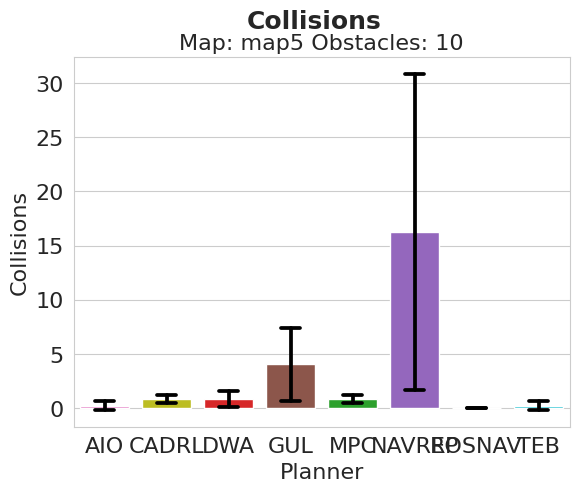 Collisions
Map: map5 Obstacles: 10
Collisions
30
25
20
15
10
5
0
AIO CADRL DWA GUL MPC NAVREP ROSNAV TEB
Planner